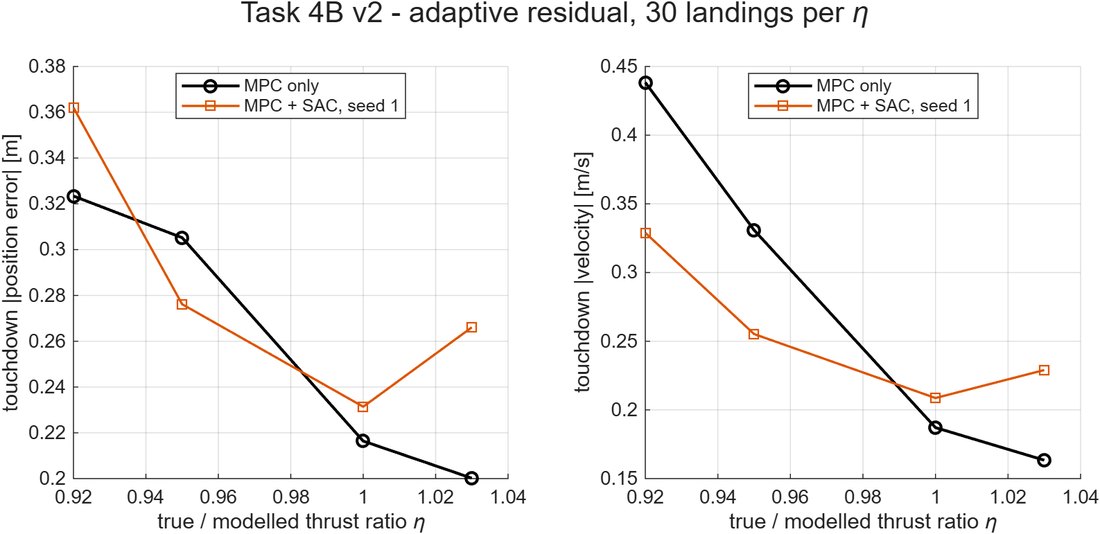 Task 4B v2 - adaptive residual, 30 landings per η
0.38
0.36
0.34
0.32
0.3
0.28
0.26
0.24
0.22
0.2
touchdown |position error| [m]
MPC only
MPC + SAC, seed 1
0.92 0.94 0.96 0.98 1 1.02 1.04
true / modelled thrust ratio η
0.45
0.4
0.35
0.3
0.25
0.2
0.15
touchdown |velocity| [m/s]
MPC only
MPC + SAC, seed 1
0.92 0.94 0.96 0.98 1 1.02 1.04
true / modelled thrust ratio η